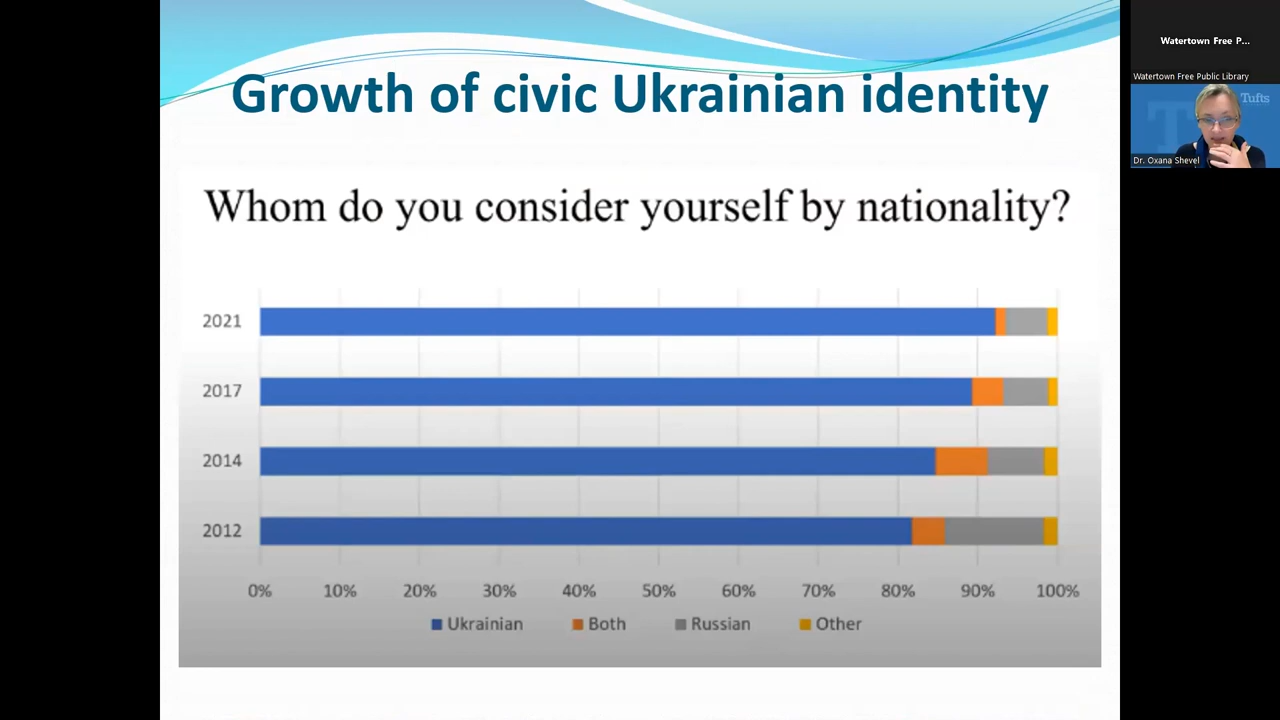 Growth of civic Ukrainian identity
Whom do you consider yourself by nationality?
2021
2017
2014
2012
0% 10% 20% 30% 40% 50% 60% 70% 80% 90% 100%
Ukrainian Both Russian Other
Watertown Free P...
Watertown Free Public Library
Tufts
Dr. Oxana Shevel